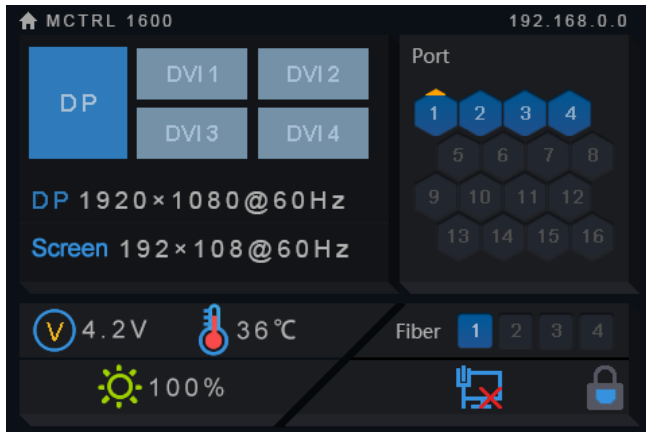 MCTRL 1600
192.168.0.0
DP
DVI 1
DVI 2
DVI 3
DVI 4
DP 1920×1080@60Hz
Screen 192×108@60Hz
Port
1 2 3 4
5 6 7 8
9 10 11 12
13 14 15 16
V 4.2V
36℃
Fiber 1 2 3 4
100%